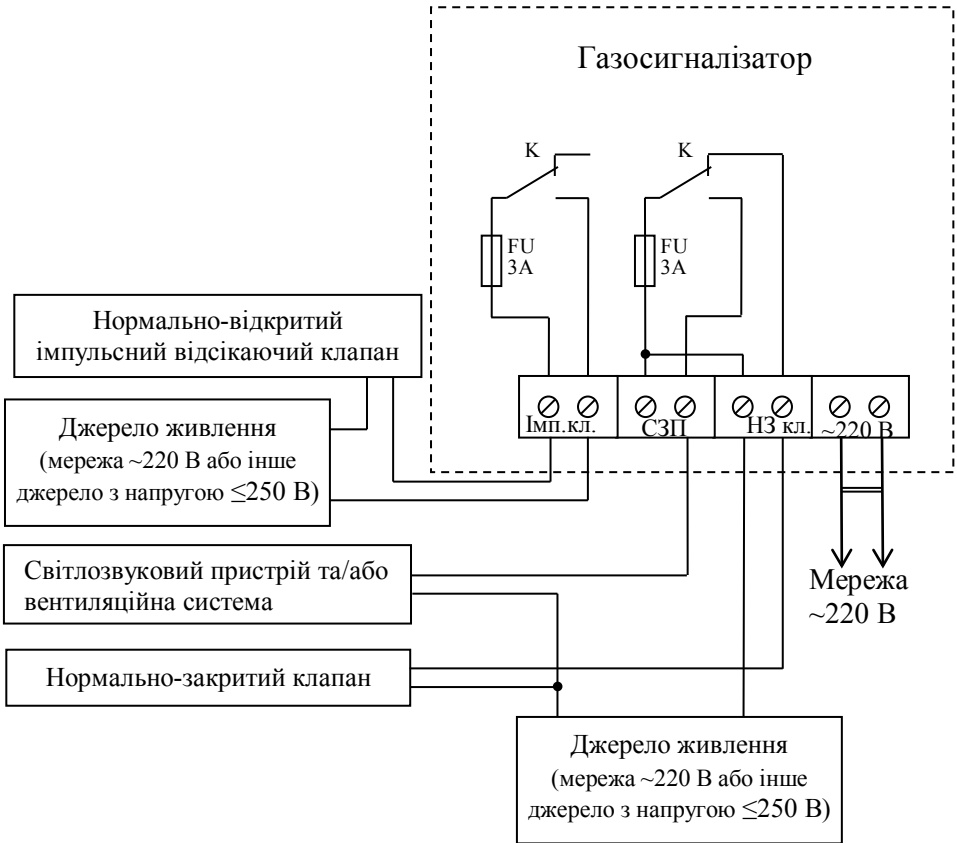 Газосигналізатор
K
K
FU
3A
FU
3A
Нормально-відкритий
імпульсний відсікаючий клапан
Джерело живлення
(мережа ~220 В або інше
джерело з напругою ≤250 В)
Імп.кл.
СЗП
НЗ кл.
~220 В
Світлозвуковий пристрій та/або
вентиляційна система
Мережа
~220 В
Нормально-закритий клапан
Джерело живлення
(мережа ~220 В або інше
джерело з напругою ≤250 В)